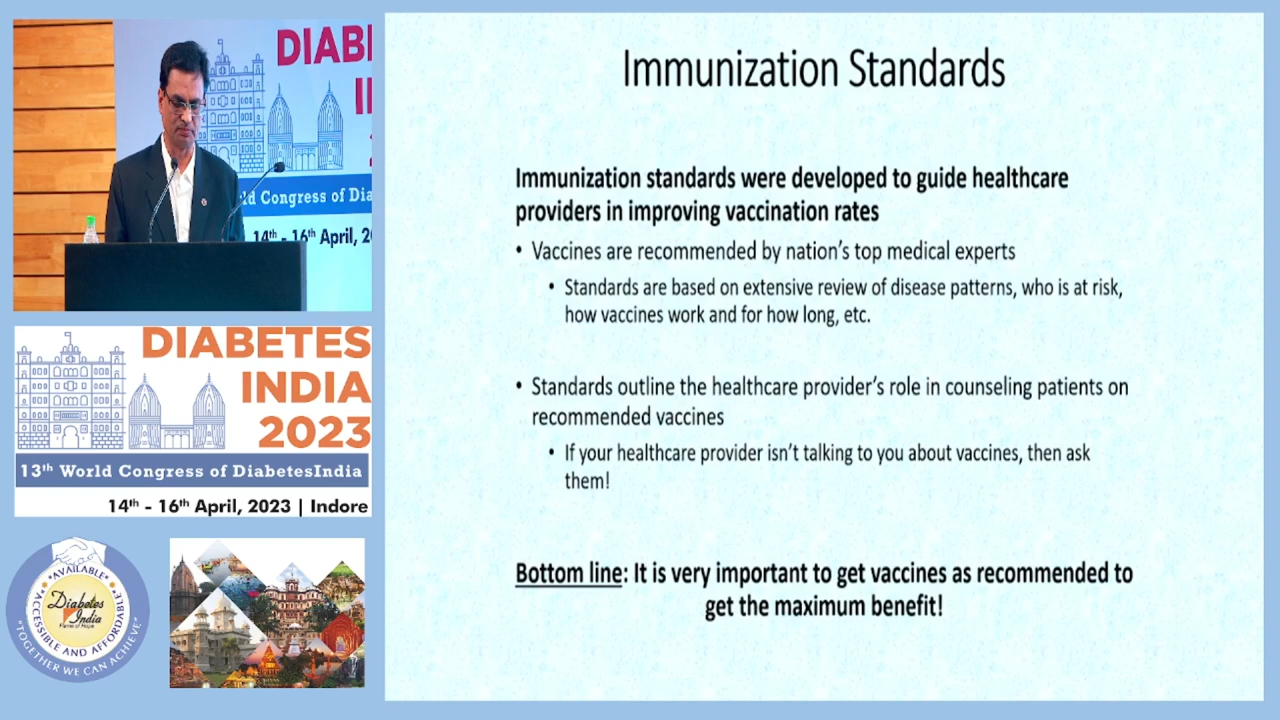 DIABE
I
ld Congress of Dia
14th - 16th April, 2
DIABETES
INDIA
2023
13th World Congress of DiabetesIndia
14th - 16th April, 2023 | Indore
*AVAILABLE*
*ACCESSIBLE AND AFFORDABLE*
Diabetes
India
"TOGETHER WE CAN ACHIEVE"
Immunization Standards
Immunization standards were developed to guide healthcare
providers in improving vaccination rates
• Vaccines are recommended by nation's top medical experts
• Standards are based on extensive review of disease patterns, who is at risk,
how vaccines work and for how long, etc.
• Standards outline the healthcare provider's role in counseling patients on
recommended vaccines
• If your healthcare provider isn't talking to you about vaccines, then ask
them!
Bottom line: It is very important to get vaccines as recommended to
get the maximum benefit!